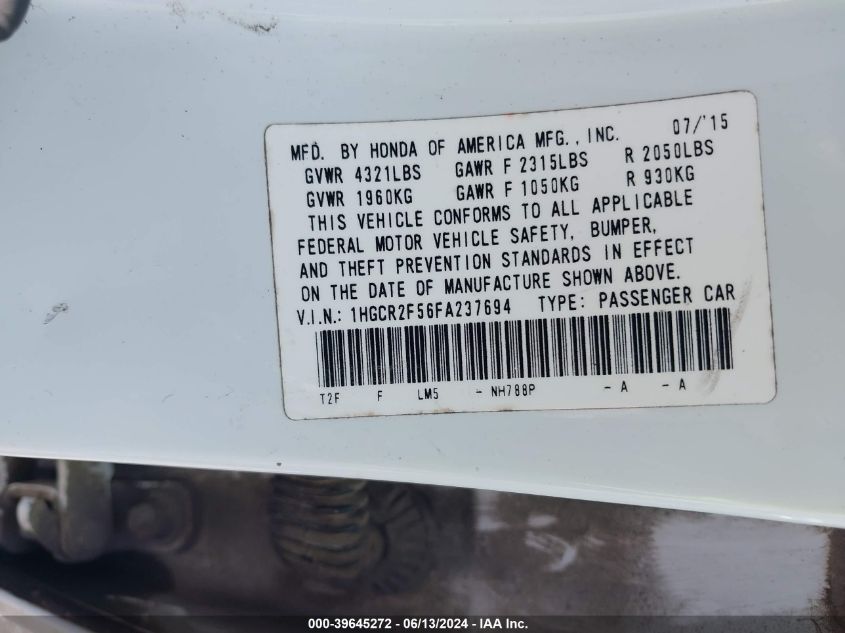 MFD. BY HONDA OF AMERICA MFG., INC. 07/'15
GVWR 4321LBS GAWR F 2315LBS R 2050LBS
GVWR 1960KG GAWR F 1050KG R 930KG
THIS VEHICLE CONFORMS TO ALL APPLICABLE
FEDERAL MOTOR VEHICLE SAFETY, BUMPER,
AND THEFT PREVENTION STANDARDS IN EFFECT
ON THE DATE OF MANUFACTURE SHOWN ABOVE.
V.I.N.: 1HGCR2F56FA237694 TYPE: PASSENGER CAR
T2F F LM5 - NH788P - A - A
000-39645272 - 06/13/2024 - IAA Inc.